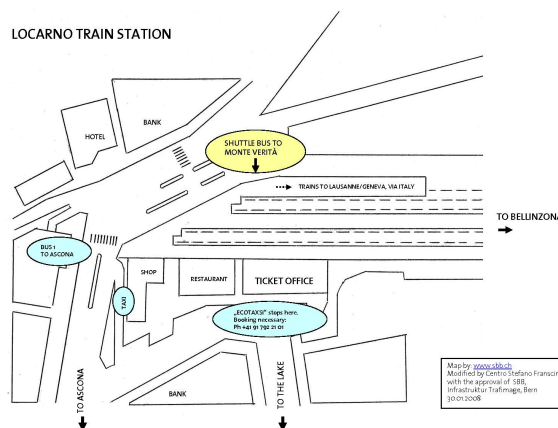 LOCARNO TRAIN STATION
BANK
HOTEL
SHUTTLE BUS TO
MONTE VERITÀ
TRAINS TO LAUSANNE/GENEVA, VIA ITALY
TO BELLINZONA
BUS 1
TO ASCONA
SHOP
RESTAURANT
TICKET OFFICE
TAXI
„ECOTAXSI" stops here.
Booking necessary:
Ph +41 91 792 21 01
BANK
TO ASCONA
TO THE LAKE
Map by: www.sbb.ch
Modified by Centro Stefano Franscin
with the approval of SBB,
Infrastruktur Trafimage, Bern
30.01.2008